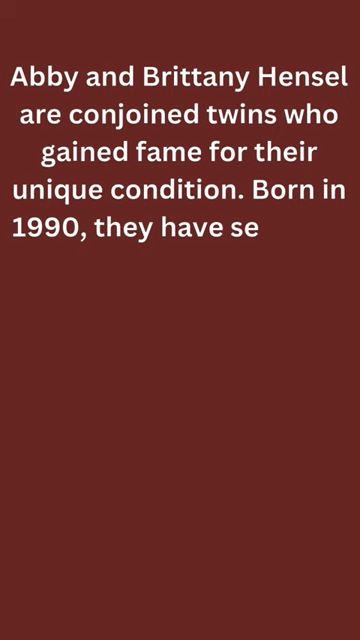 Abby and Brittany Hensel
are conjoined twins who
gained fame for their
unique condition. Born in
1990, they have se